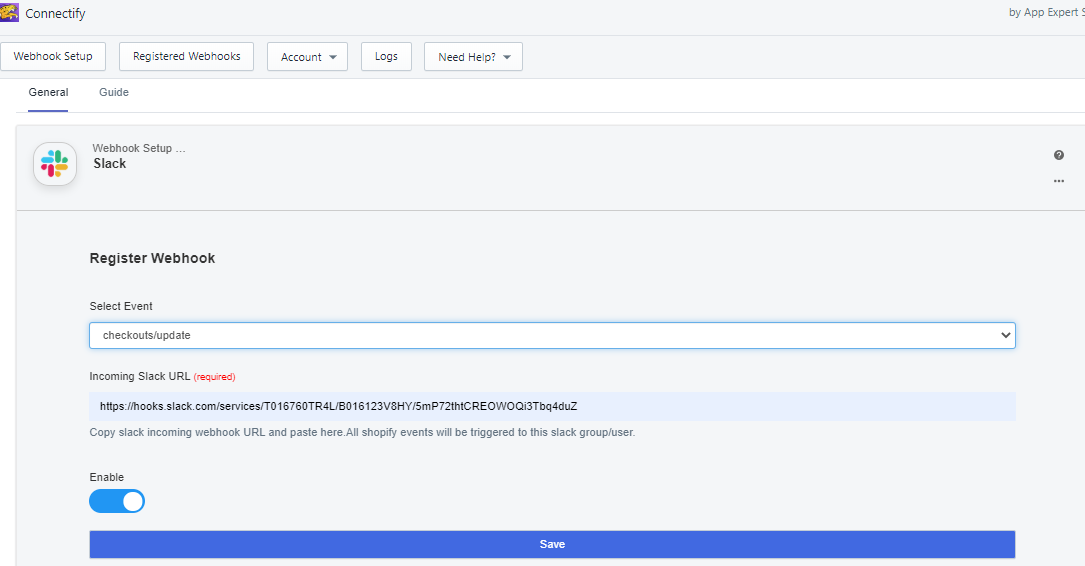 Connectify
by App Expert S
Webhook Setup
Registered Webhooks
Account
Logs
Need Help?
General
Guide
Webhook Setup ...
Slack
Register Webhook
Select Event
checkouts/update
Incoming Slack URL (required)
https://hooks.slack.com/services/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
Copy slack incoming webhook URL and paste here.All shopify events will be triggered to this slack group/user.
Enable
Save